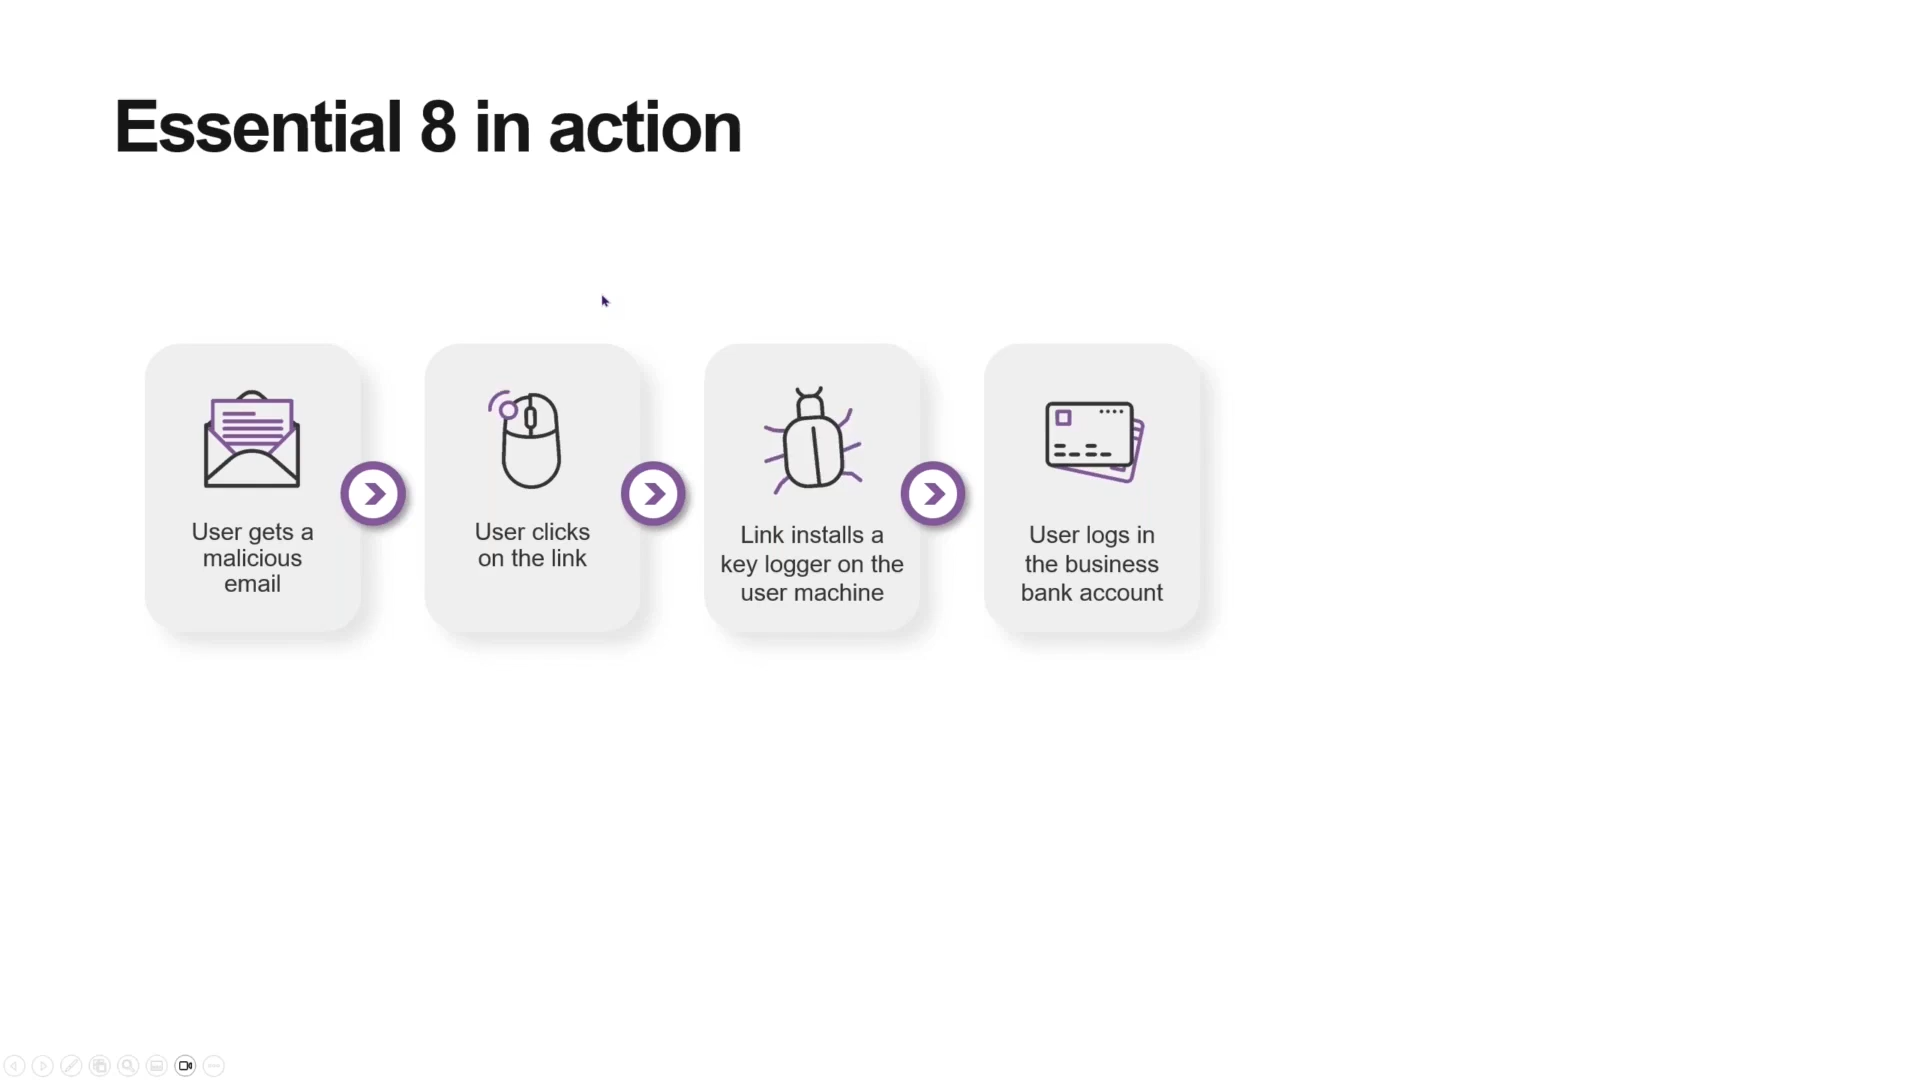 Essential 8 in action
User gets a
malicious
email
User clicks
on the link
Link installs a
key logger on the
user machine
User logs in
the business
bank account